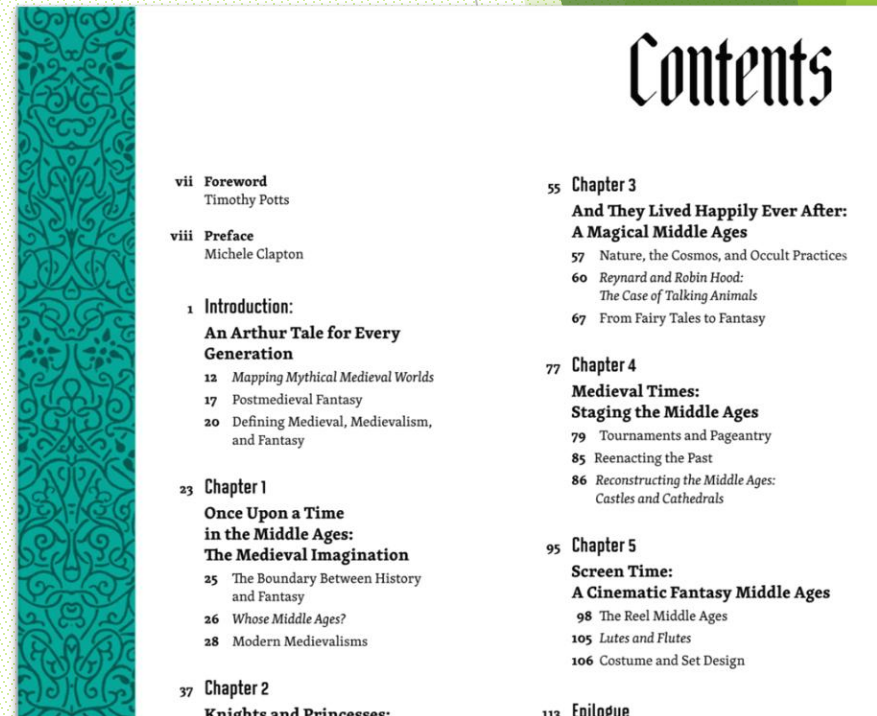 Contents
vii Foreword
Timothy Potts
viii Preface
Michele Clapton
1 Introduction:
An Arthur Tale for Every
Generation
12 Mapping Mythical Medieval Worlds
17 Postmedieval Fantasy
20 Defining Medieval, Medievalism,
and Fantasy
23 Chapter 1
Once Upon a Time
in the Middle Ages:
The Medieval Imagination
25 The Boundary Between History
and Fantasy
26 Whose Middle Ages?
28 Modern Medievalisms
37 Chapter 2
Knights and Princesses:
55 Chapter 3
And They Lived Happily Ever After:
A Magical Middle Ages
57 Nature, the Cosmos, and Occult Practices
60 Reynard and Robin Hood:
The Case of Talking Animals
67 From Fairy Tales to Fantasy
77 Chapter 4
Medieval Times:
Staging the Middle Ages
79 Tournaments and Pageantry
85 Reenacting the Past
86 Reconstructing the Middle Ages:
Castles and Cathedrals
95 Chapter 5
Screen Time:
A Cinematic Fantasy Middle Ages
98 The Reel Middle Ages
105 Lutes and Flutes
106 Costume and Set Design
113 Epilogue